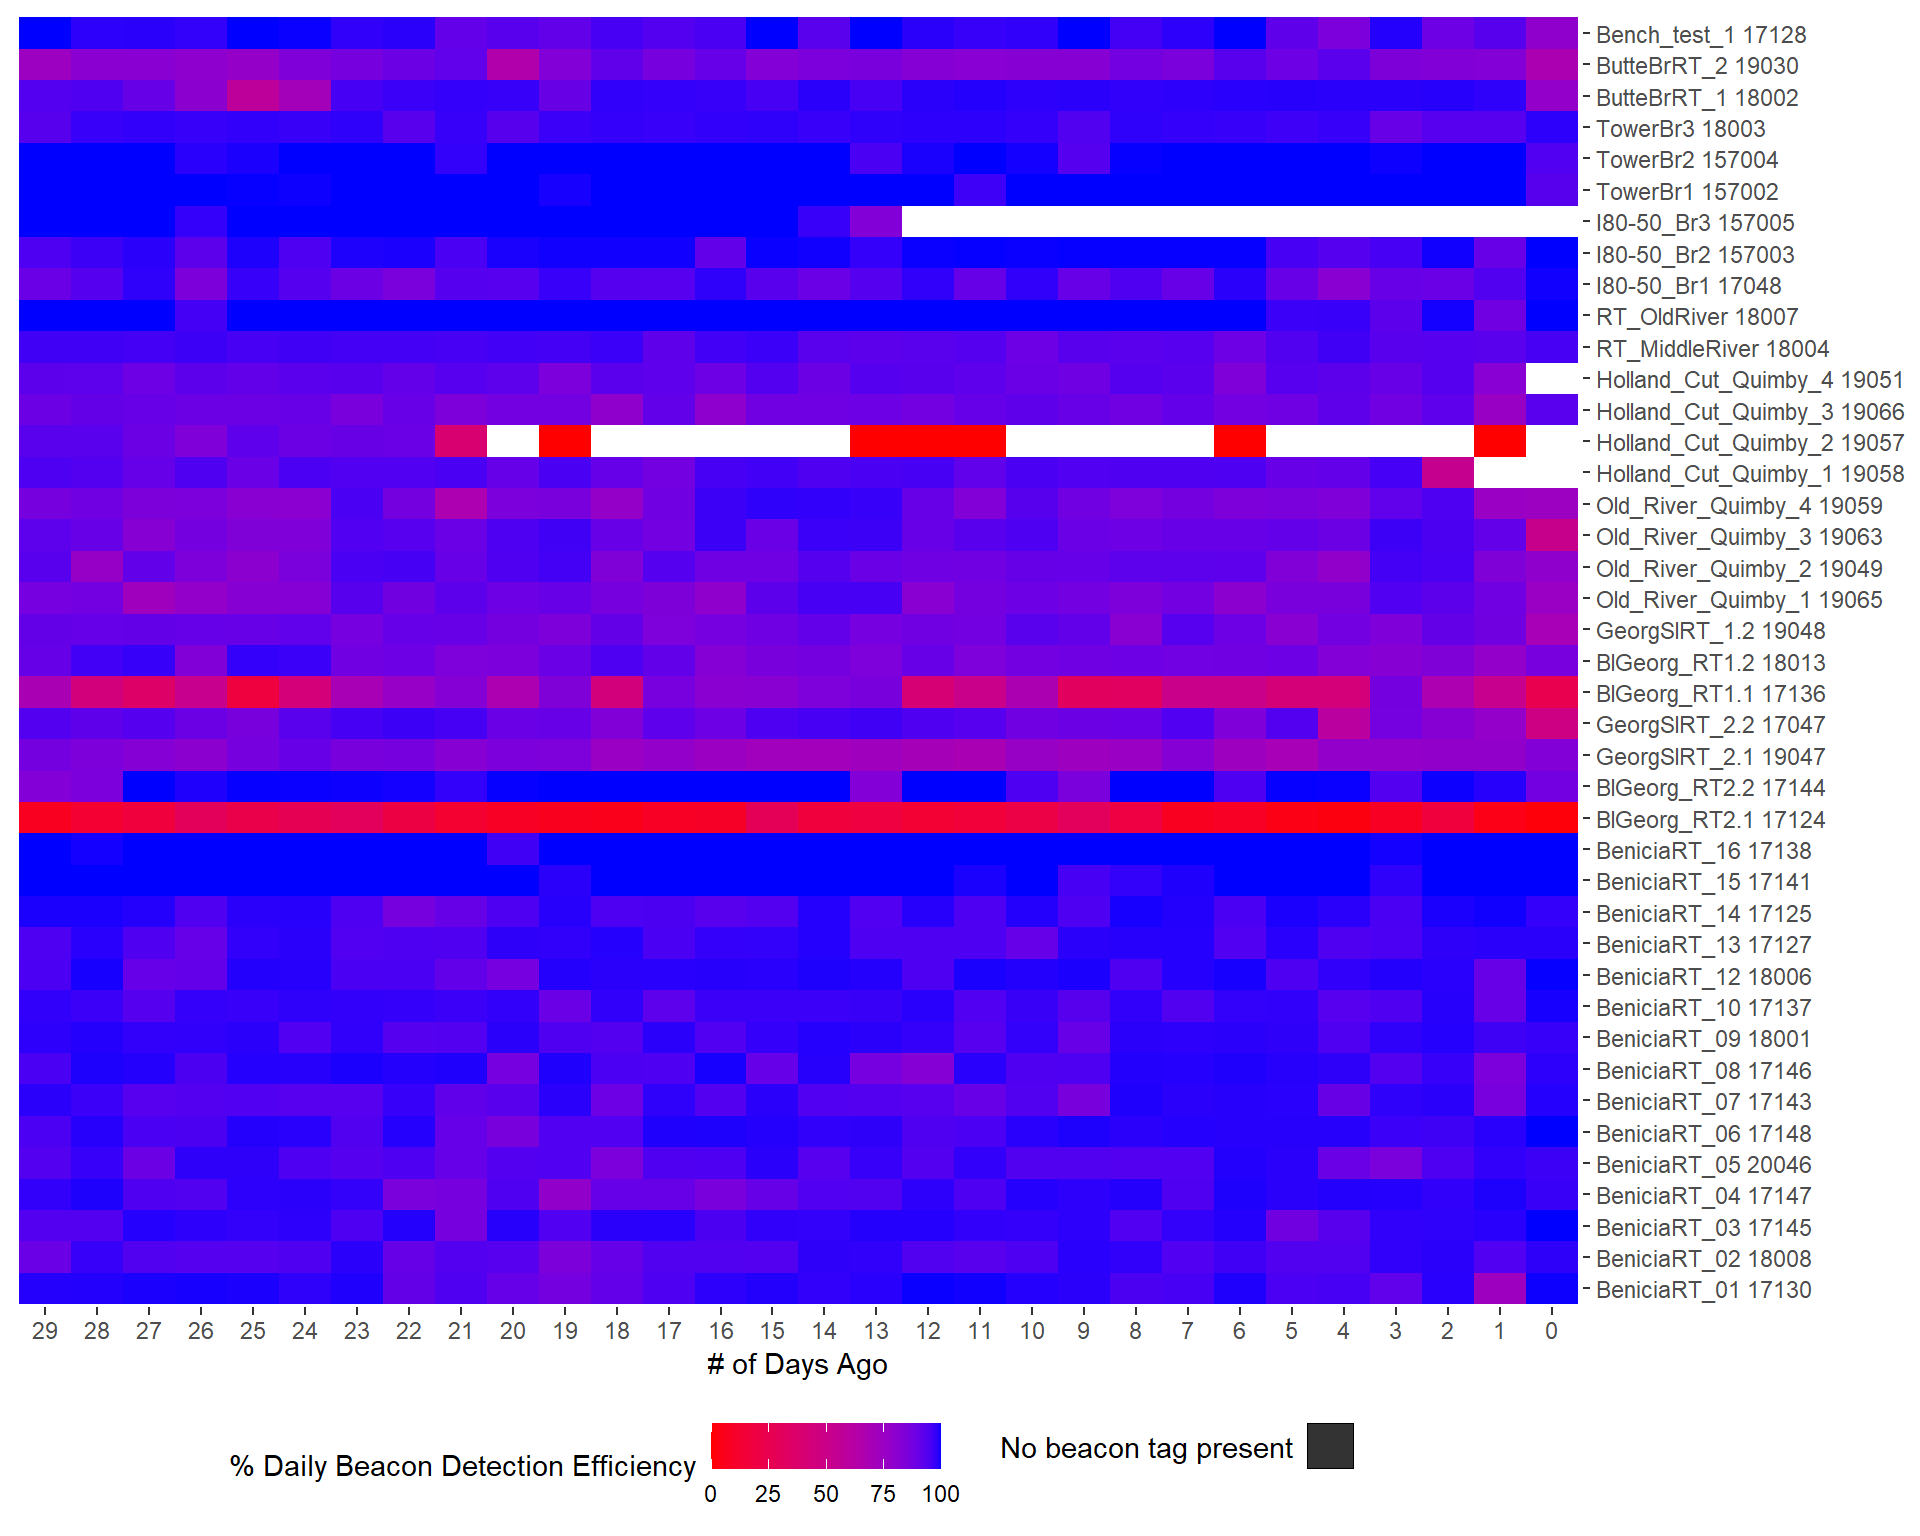 Bench_test_1 17128
ButteBrRT_2 19030
ButteBrRT_1 18002
TowerBr3 18003
TowerBr2 157004
TowerBr1 157002
I80-50_Br3 157005
I80-50_Br2 157003
I80-50_Br1 17048
RT_OldRiver 18007
RT_MiddleRiver 18004
Holland_Cut_Quimby_4 19051
Holland_Cut_Quimby_3 19066
Holland_Cut_Quimby_2 19057
Holland_Cut_Quimby_1 19058
Old_River_Quimby_4 19059
Old_River_Quimby_3 19063
Old_River_Quimby_2 19049
Old_River_Quimby_1 19065
GeorgSlRT_1.2 19048
BlGeorg_RT1.2 18013
BlGeorg_RT1.1 17136
GeorgSlRT_2.2 17047
GeorgSlRT_2.1 19047
BlGeorg_RT2.2 17144
BlGeorg_RT2.1 17124
BeniciaRT_16 17138
BeniciaRT_15 17141
BeniciaRT_14 17125
BeniciaRT_13 17127
BeniciaRT_12 18006
BeniciaRT_10 17137
BeniciaRT_09 18001
BeniciaRT_08 17146
BeniciaRT_07 17143
BeniciaRT_06 17148
BeniciaRT_05 20046
BeniciaRT_04 17147
BeniciaRT_03 17145
BeniciaRT_02 18008
BeniciaRT_01 17130
29 28 27 26 25 24 23 22 21 20 19 18 17 16 15 14 13 12 11 10 9 8 7 6 5 4 3 2 1 0
# of Days Ago
% Daily Beacon Detection Efficiency
0 25 50 75 100
No beacon tag present